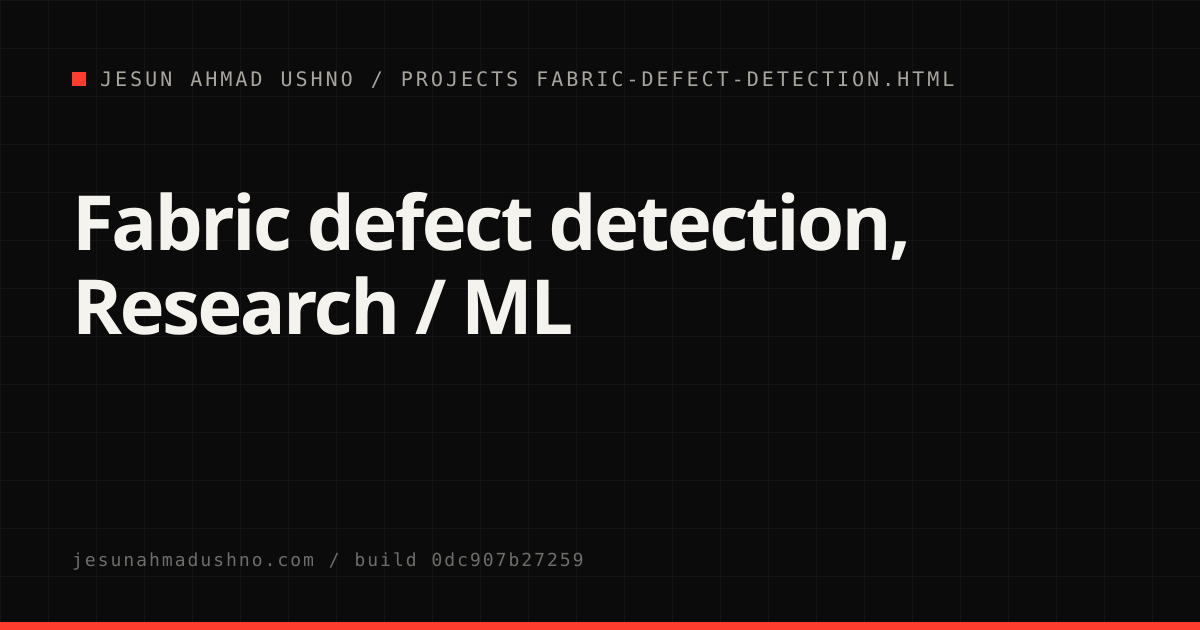 JESUN AHMAD USHNO / PROJECTS FABRIC-DEFECT-DETECTION.HTML
Fabric defect detection,
Research / ML
jesunahmadushno.com / build 0dc907b27259